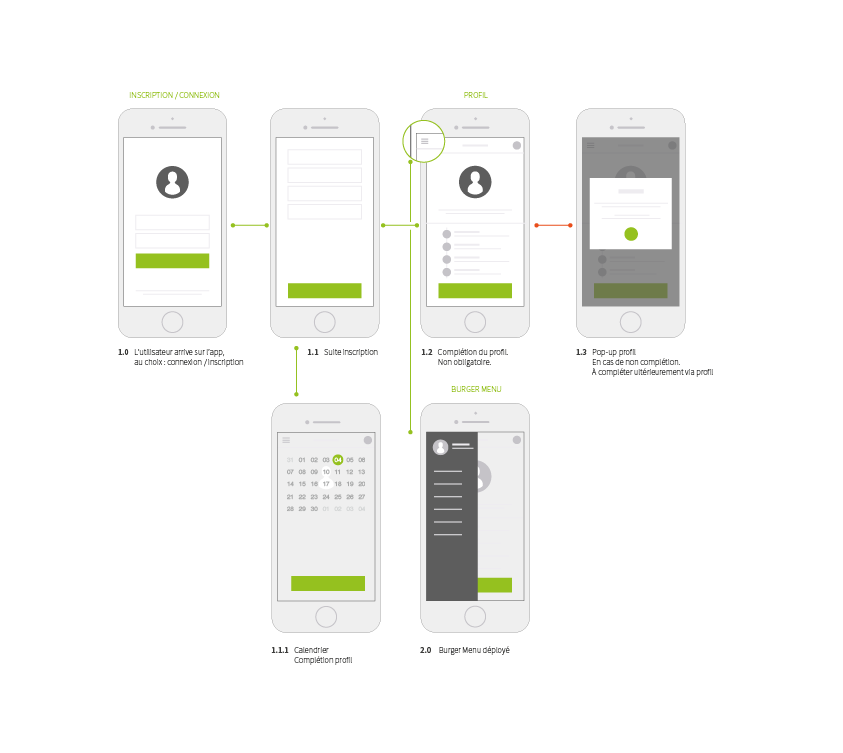 INSCRIPTION / CONNEXION
PROFIL
1.0 L'utilisateur arrive sur l'app,
au choix : connexion / inscription
1.1 Suite inscription
1.2 Complétion du profil.
Non obligatoire.
1.3 Pop-up profil
En cas de non complétion.
À compléter ultérieurement via profil
BURGER MENU
31 01 02 03 04 05 06
07 08 09 10 11 12 13
14 15 16 17 18 19 20
21 22 23 24 25 26 27
28 29 30 01 02 03 04
1.1.1 Calendrier
Complétion profil
2.0 Burger Menu déployé